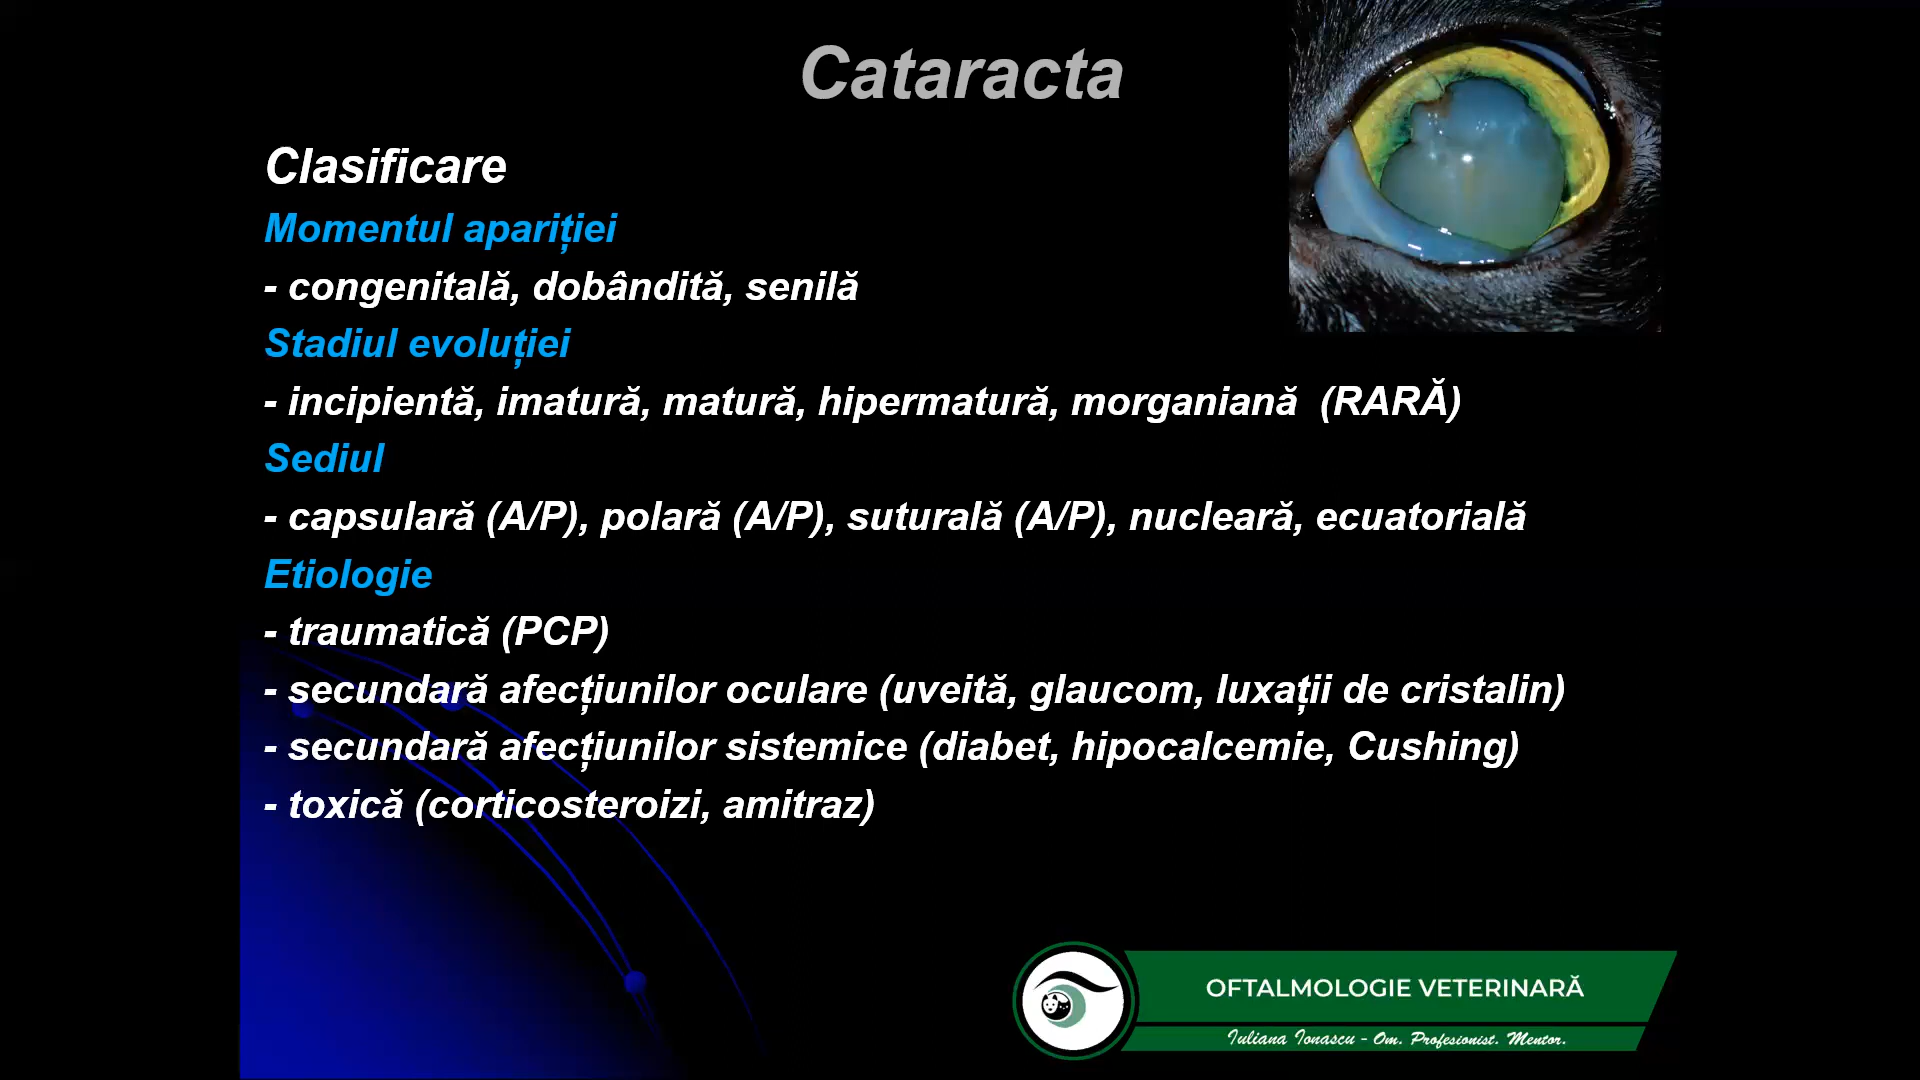 Cataracta
Clasificare
Momentul apariției
- congenitală, dobândită, senilă
Stadiul evoluției
- incipientă, imatură, matură, hipermatură, morganiană (RARĂ)
Sediul
- capsulară (A/P), polară (A/P), suturală (A/P), nucleară, ecuatorială
Etiologie
- traumatică (PCP)
- secundară afecțiunilor oculare (uveită, glaucom, luxații de cristalin)
- secundară afecțiunilor sistemice (diabet, hipocalcemie, Cushing)
- toxică (corticosteroizi, amitraz)
OFTALMOLOGIE VETERINARĂ
Iuliana Ionascu - Om. Profesionist. Mentor.